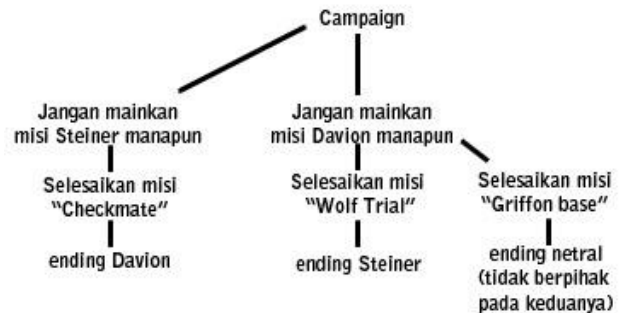 Campaign
Jangan mainkan
misi Steiner manapun
Jangan mainkan
misi Davion manapun
Selesaikan misi
“Checkmate”
Selesaikan misi
“Wolf Trial”
Selesaikan misi
“Griffon base”
ending Davion
ending Steiner
ending netral
(tidak berpihak
pada keduanya)